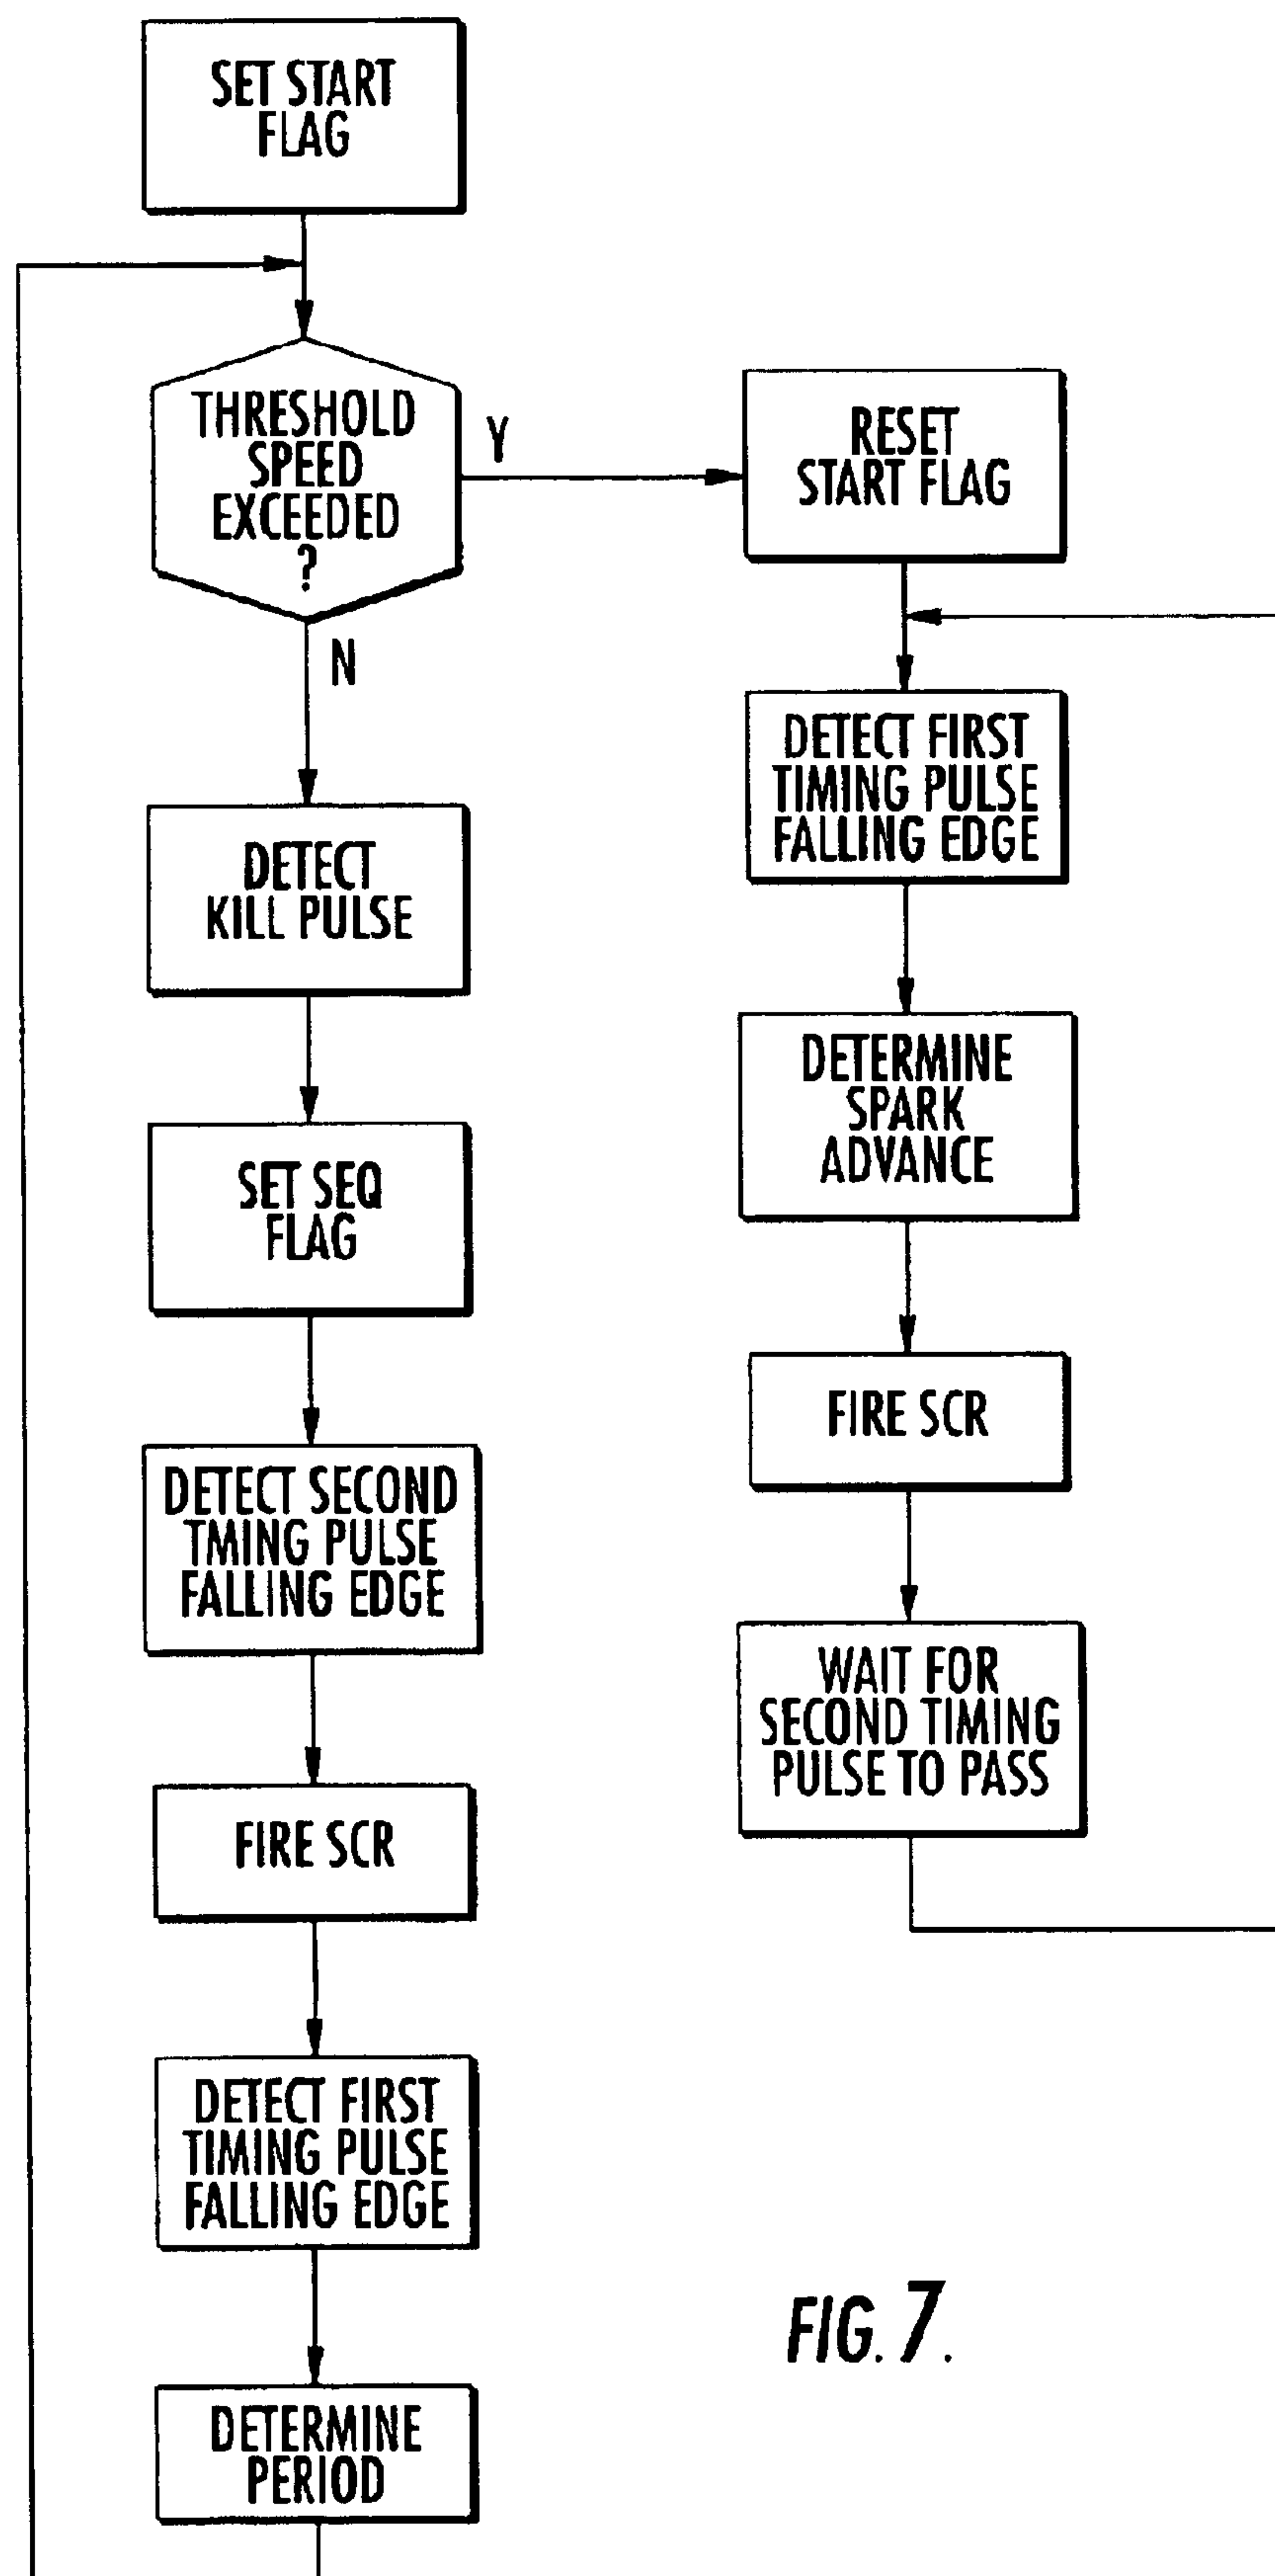 SET START
FLAG
THRESHOLD
SPEED
EXCEEDED
?
Y
N
DETECT
KILL PULSE
SET SEQ
FLAG
DETECT SECOND
TMING PULSE
FALLING EDGE
FIRE SCR
DETECT FIRST
TIMING PULSE
FALLING EDGE
DETERMINE
PERIOD
RESET
START FLAG
DETECT FIRST
TIMING PULSE
FALLING EDGE
DETERMINE
SPARK
ADVANCE
FIRE SCR
WAIT FOR
SECOND TIMING
PULSE TO PASS
FIG. 7.